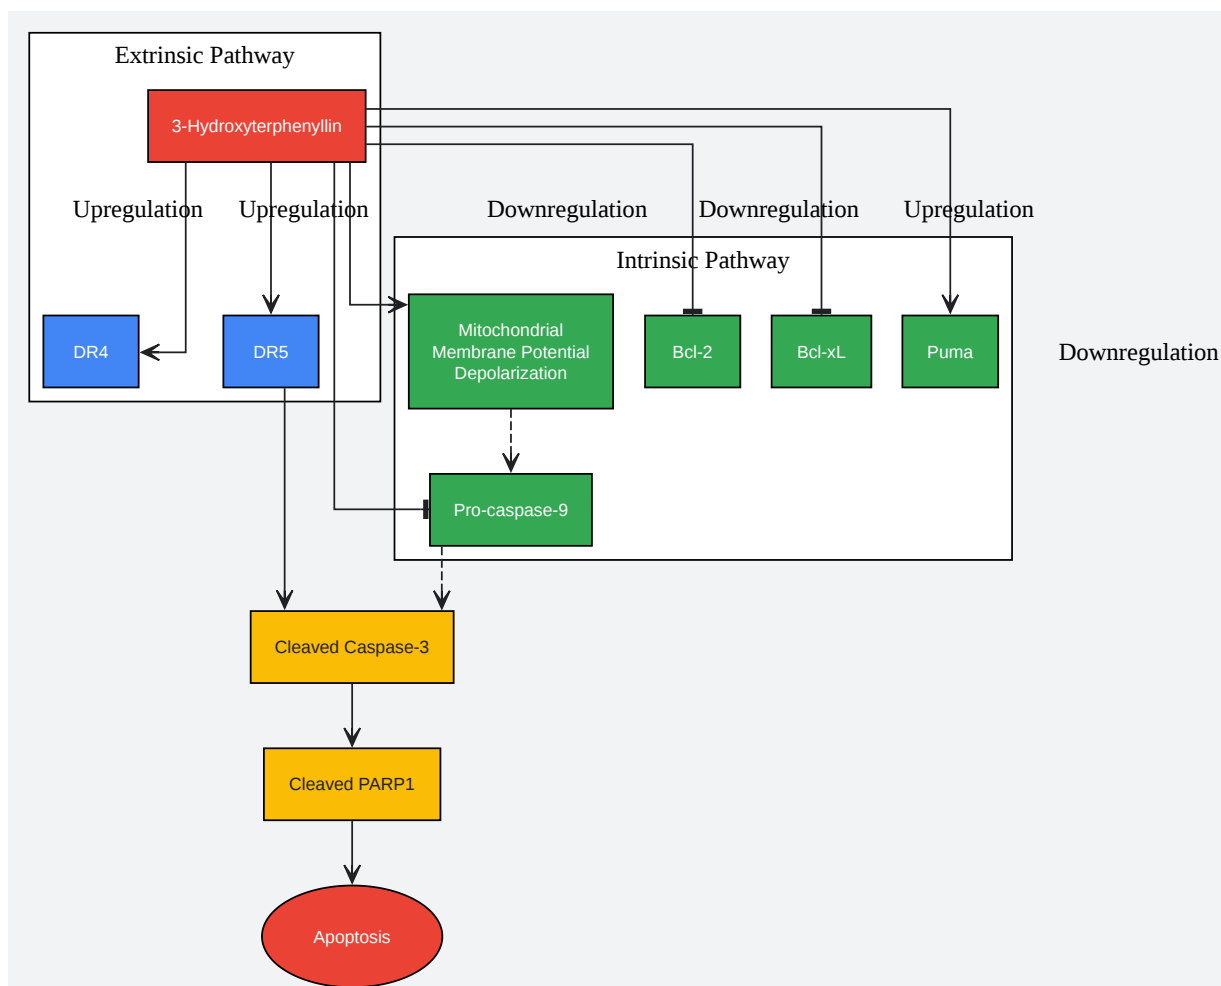 Extrinsic Pathway
3-Hydroxyterphenyllin
Upregulation
Upregulation
Downregulation
Downregulation
Upregulation
Intrinsic Pathway
DR4
DR5
Mitochondrial
Membrane Potential
Depolarization
Bcl-2
Bcl-xL
Puma
Downregulation
Pro-caspase-9
Cleaved Caspase-3
Cleaved PARP1
Apoptosis